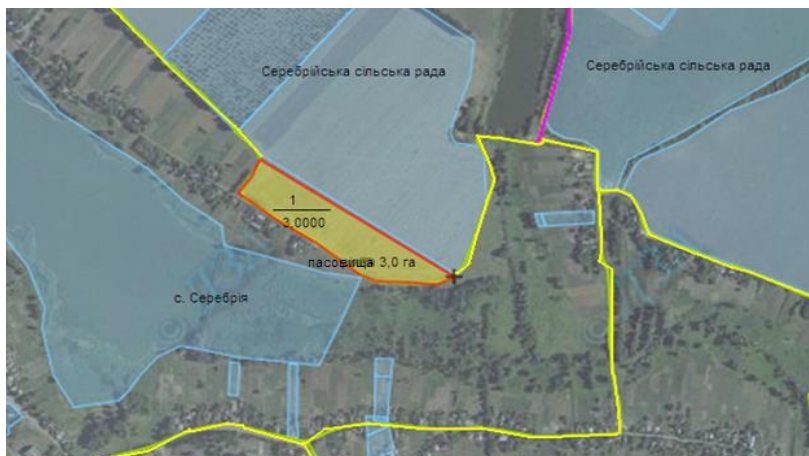 Серебрійська сільська рада
Серебрійська сільська рада
1
3,0000
пасовища 3,0 га
с. Серебрія